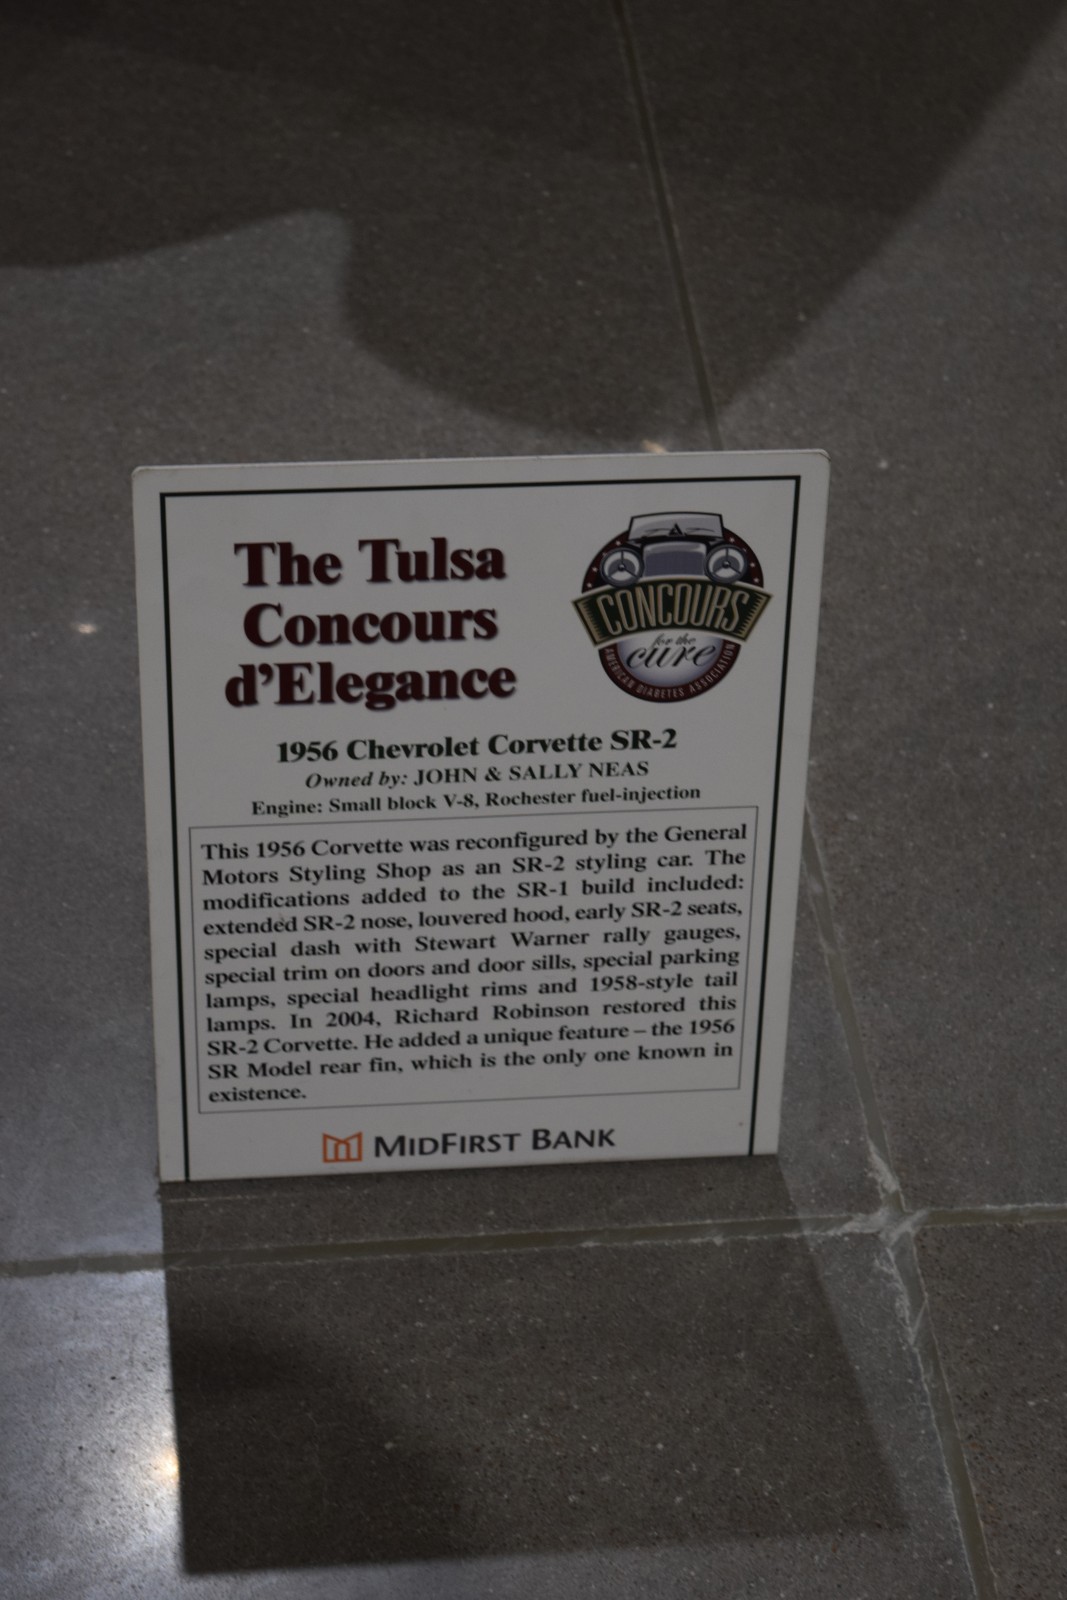 The Tulsa
Concours
d'Elegance
CONCOURS
for the
cure
AMERICAN DIABETES ASSOCIATION
1956 Chevrolet Corvette SR-2
Owned by: JOHN & SALLY NEAS
Engine: Small block V-8, Rochester fuel-injection
This 1956 Corvette was reconfigured by the General
Motors Styling Shop as an SR-2 styling car. The
modifications added to the SR-1 build included:
extended SR-2 nose, louvered hood, early SR-2 seats,
special dash with Stewart Warner rally gauges,
special trim on doors and door sills, special parking
lamps, special headlight rims and 1958-style tail
lamps. In 2004, Richard Robinson restored this
SR-2 Corvette. He added a unique feature – the 1956
SR Model rear fin, which is the only one known in
existence.
MIDFIRST BANK